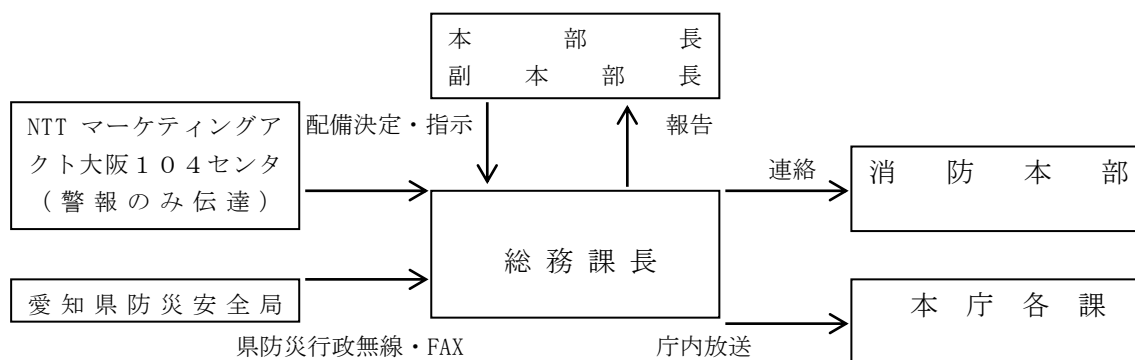 本部長
副本部長
配備決定・指示
報告
NTT マーケティングア
クト大阪１０４センタ
（警報のみ伝達）
連絡
消防本部
総務課長
愛知県防災安全局
本庁各課
県防災行政無線・FAX
庁内放送